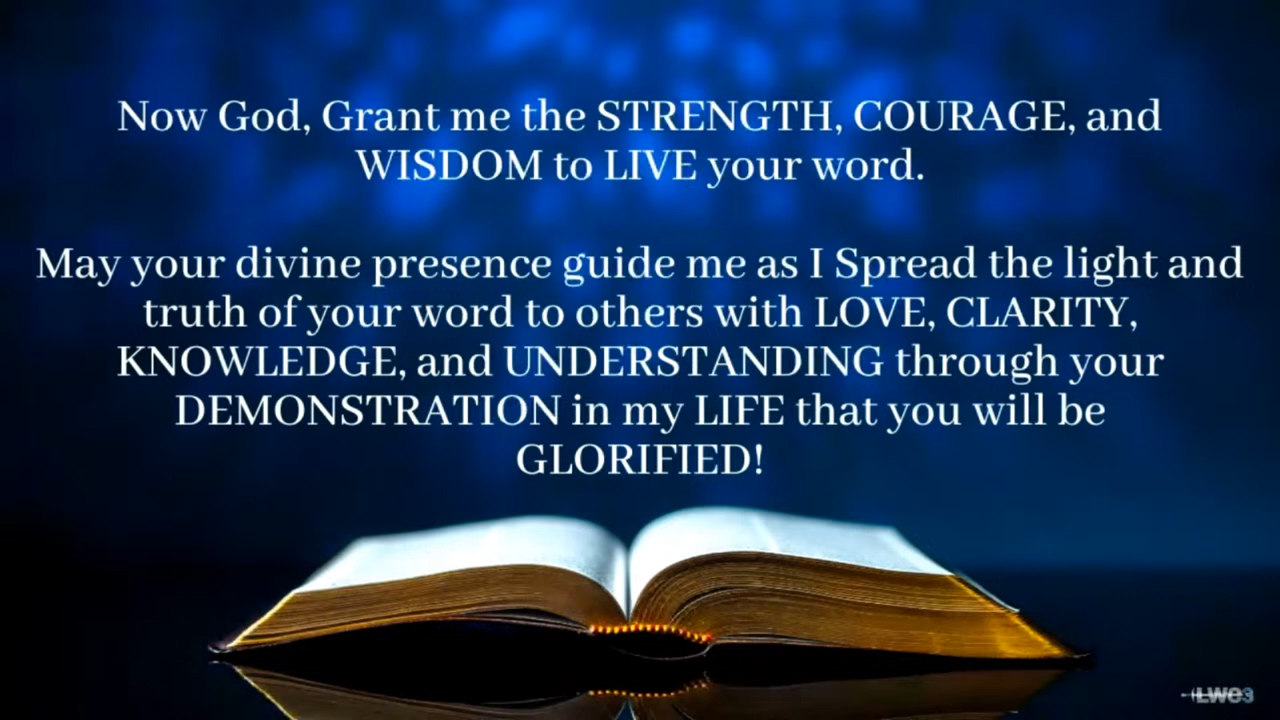 Now God, Grant me the STRENGTH, COURAGE, and
WISDOM to LIVE your word.
May your divine presence guide me as I Spread the light and
truth of your word to others with LOVE, CLARITY,
KNOWLEDGE, and UNDERSTANDING through your
DEMONSTRATION in my LIFE that you will be
GLORIFIED!
LWC3